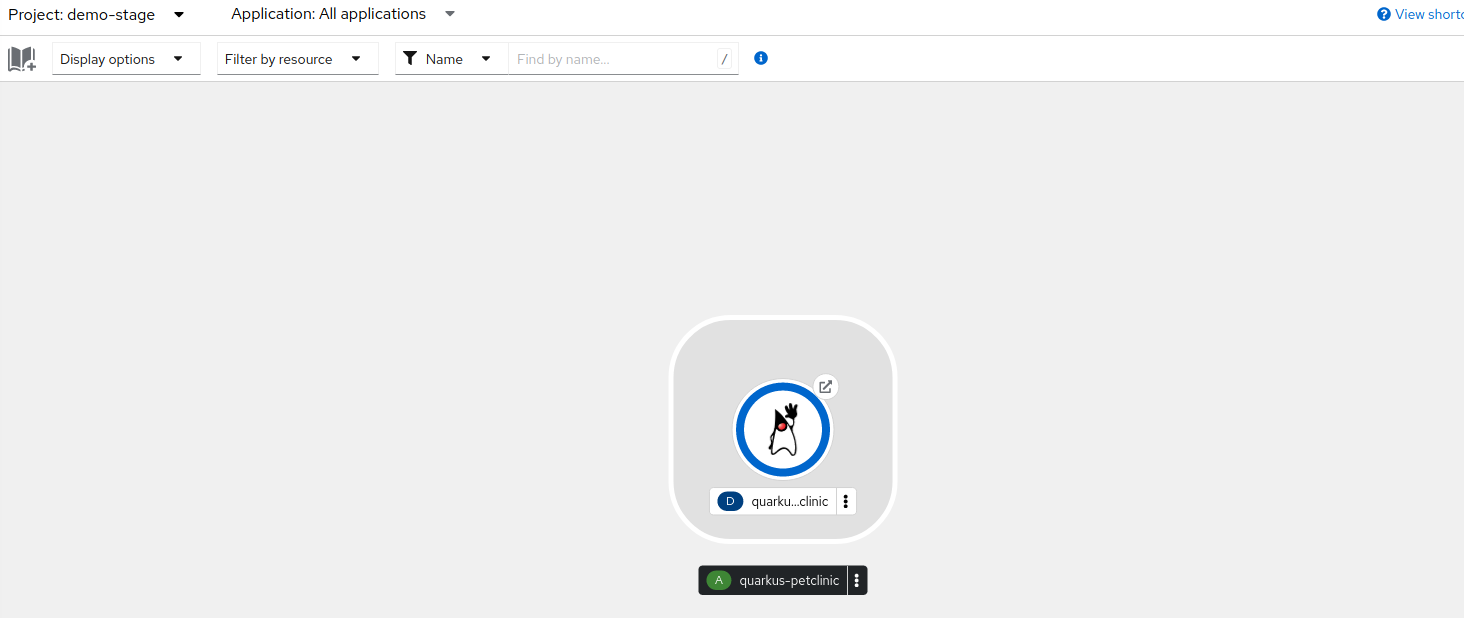 Project: demo-stage Application: All applications View shortc
Display options Filter by resource Name Find by name... / i
D quarku...clinic
A quarkus-petclinic